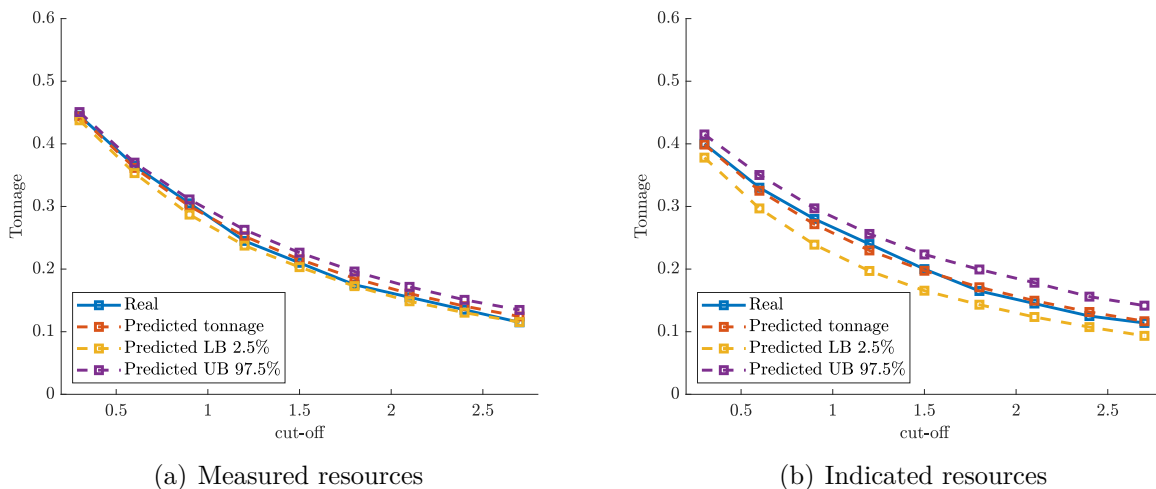 0.6
0.5
0.4
0.3
0.2
0.1
0
Tonnage
Real
Predicted tonnage
Predicted LB 2.5%
Predicted UB 97.5%
0.5 1 1.5 2 2.5
cut-off
(a) Measured resources
0.6
0.5
0.4
0.3
0.2
0.1
0
Tonnage
Real
Predicted tonnage
Predicted LB 2.5%
Predicted UB 97.5%
0.5 1 1.5 2 2.5
cut-off
(b) Indicated resources